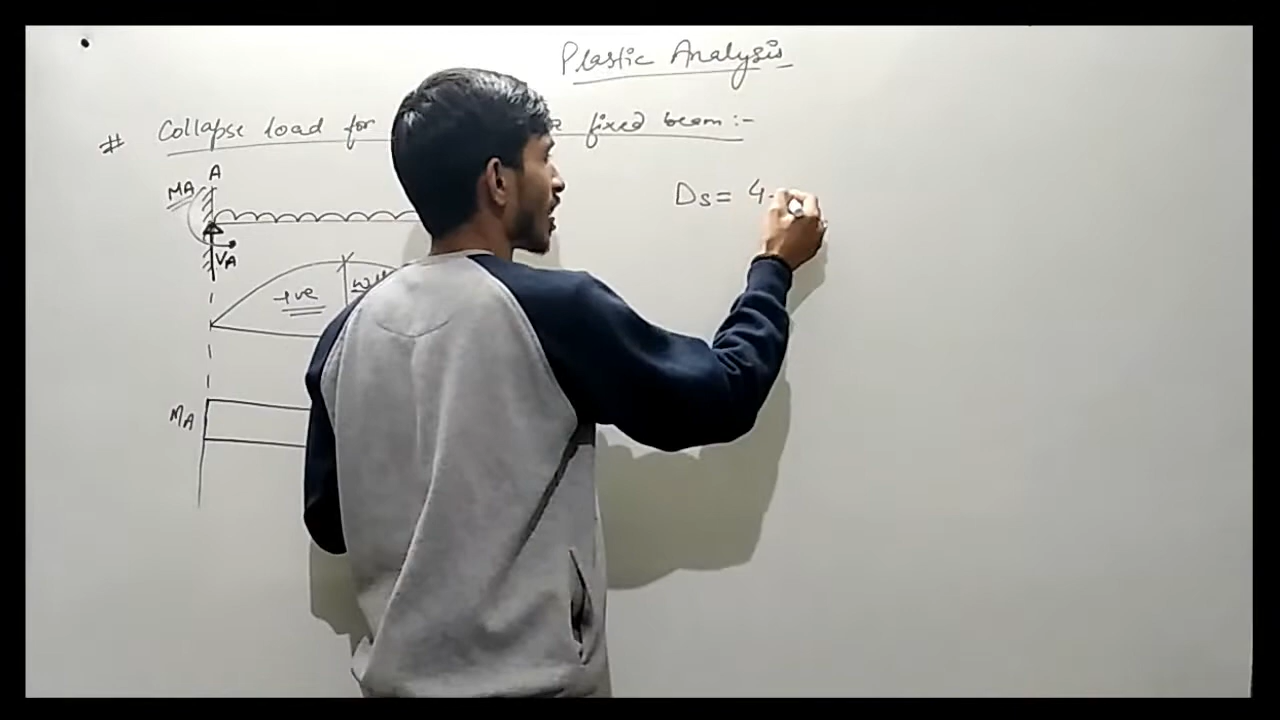 Plastic Analysis
# Collapse load for fixed beam :-
A
MA
Ds = 4-
VA
+ve
MA